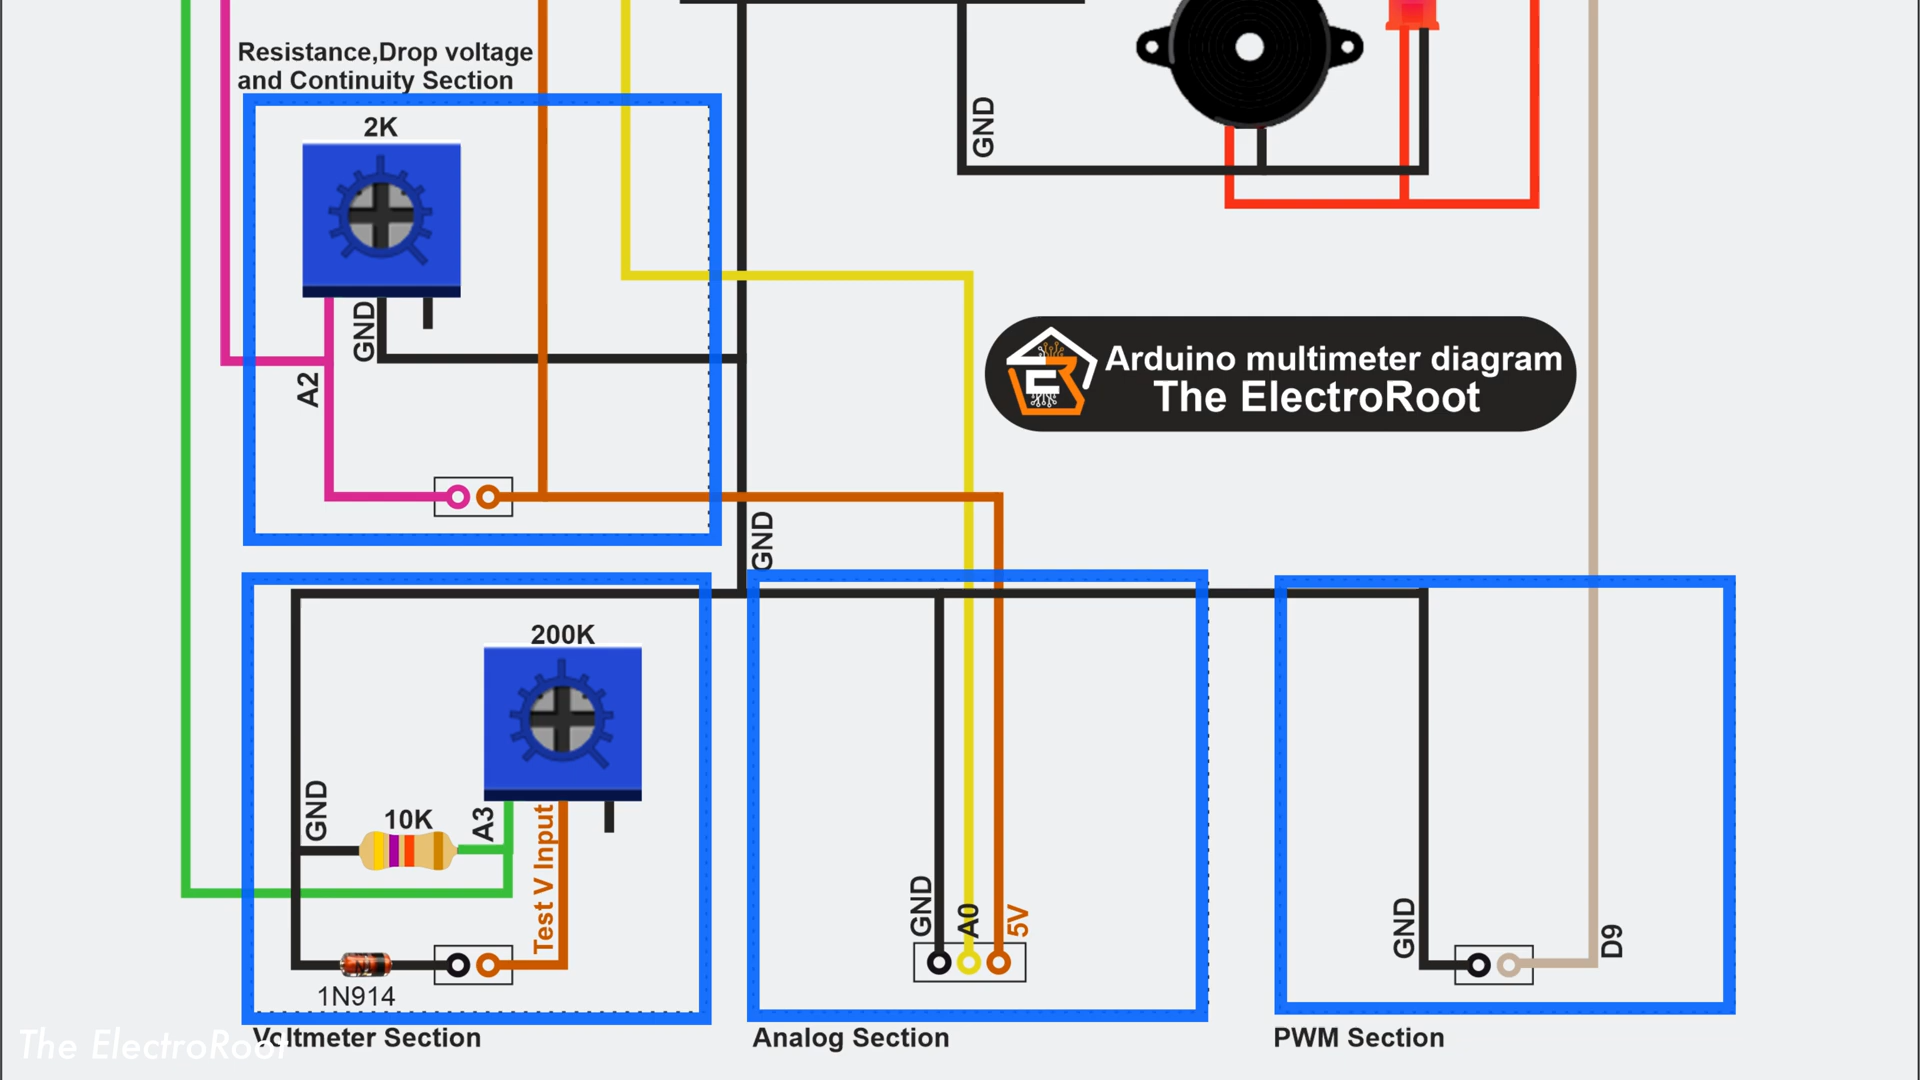 Resistance,Drop voltage
and Continuity Section
2K
GND
GND
A2
Arduino multimeter diagram
The ElectroRoot
GND
200K
GND
10K
A3
Test V Input
1N914
GND
A0
5V
GND
D9
Voltmeter Section
Analog Section
PWM Section
The ElectroRoot